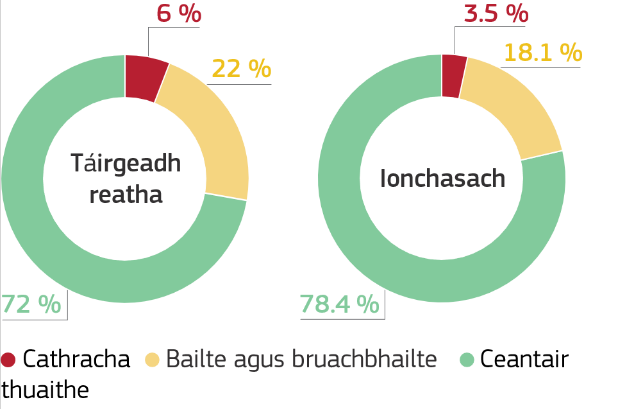 6 %
3.5 %
22 %
18.1 %
Táirgeadh
reatha
Ionchasach
72 %
78.4 %
Cathracha
Bailte agus bruachbhailte
Ceantair
thuaithe